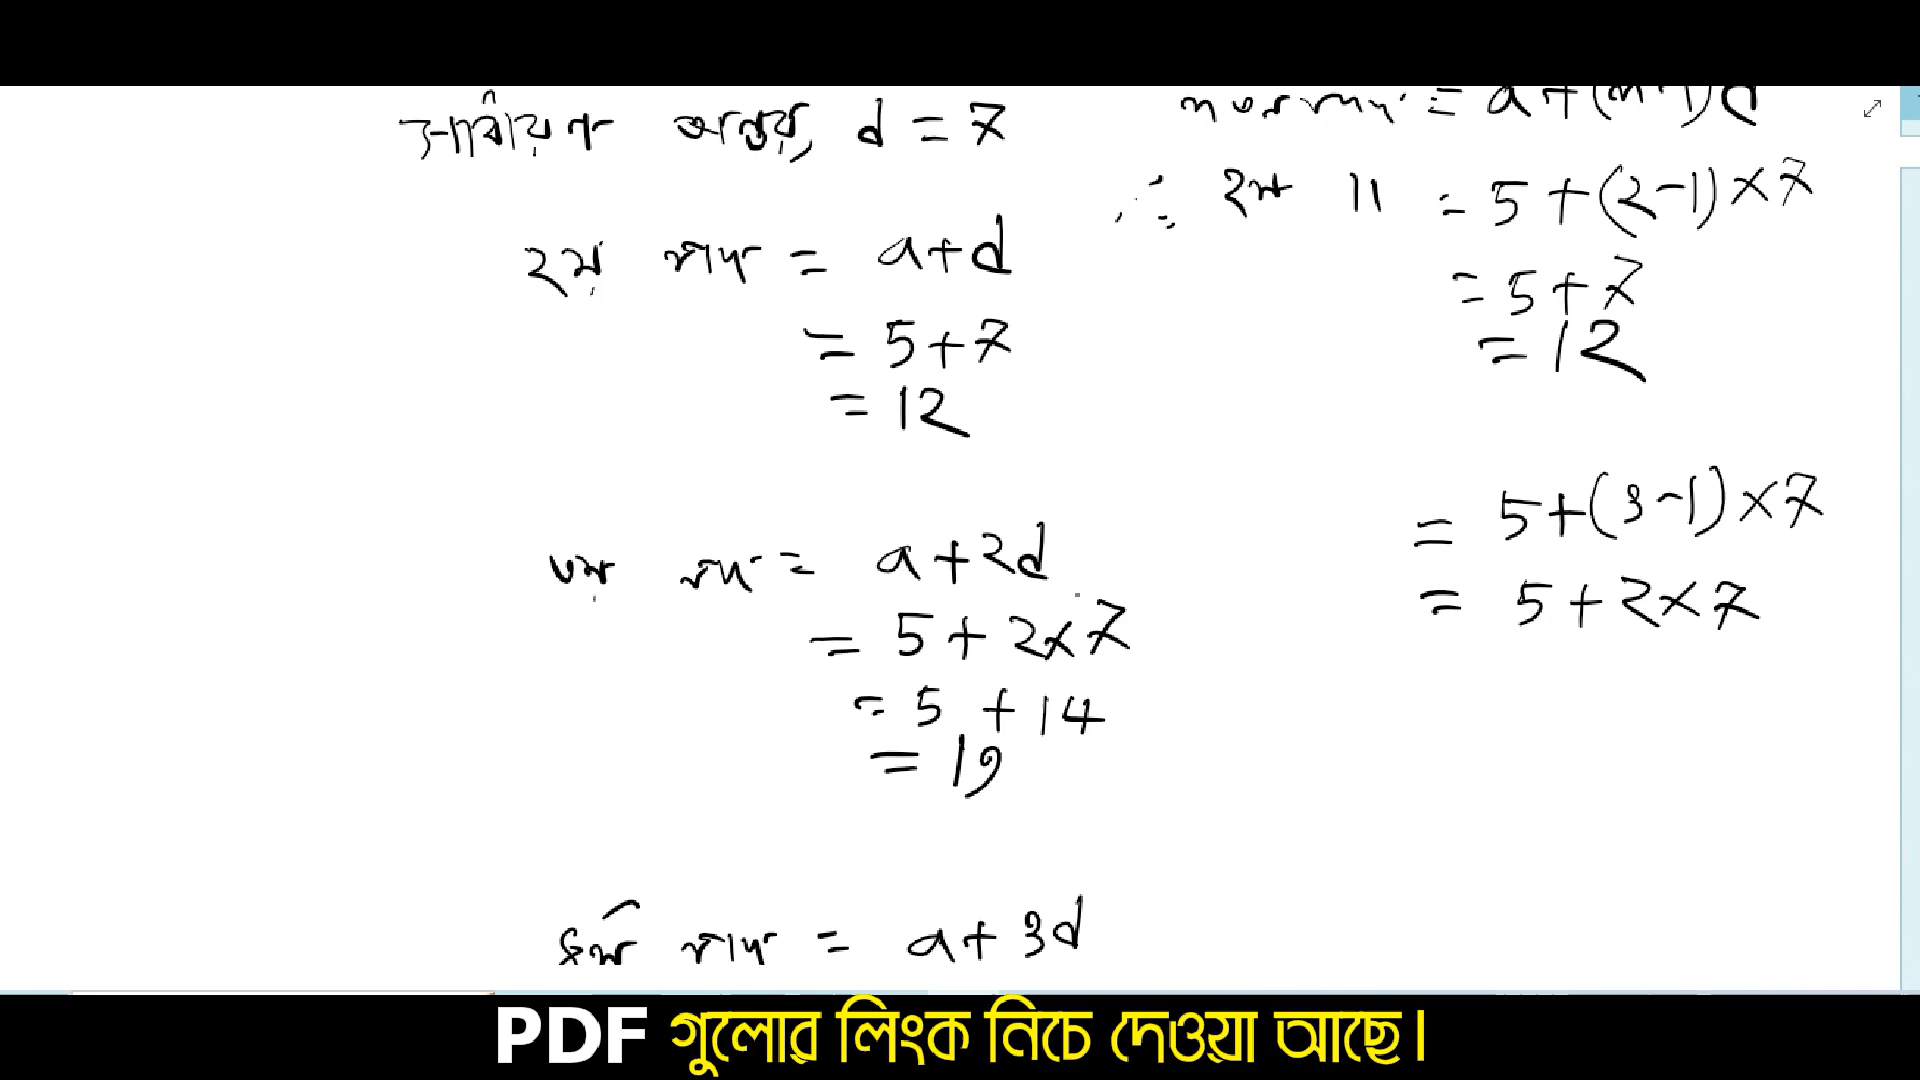 সাধারণ অন্তর, d = 7
২য় পদ = a+d
= 5+7
= 12
৩য় পদ = a+2d
= 5+2×7
= 5+14
= 19
৪র্থ পদ = a+3d
= a+(n-1)d
∴ ২য় 11 = 5+(2-1)×7
= 5+7
= 12
= 5+(3-1)×7
= 5+2×7
PDF গুলোর লিংক নিচে দেওয়া আছে।